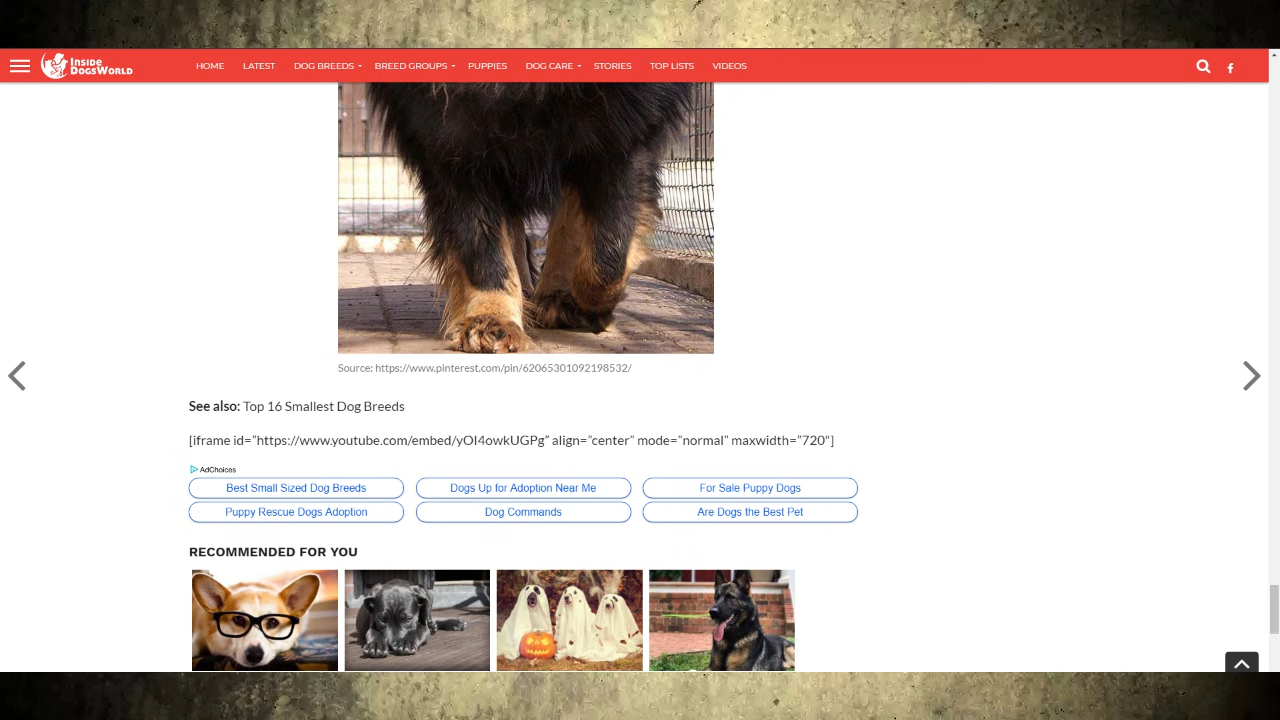 INSIDE
DOGSWORLD
HOME LATEST DOG BREEDS BREED GROUPS PUPPIES DOG CARE STORIES TOP LISTS VIDEOS
Source: https://www.pinterest.com/pin/62065301092198532/
See also: Top 16 Smallest Dog Breeds
[iframe id=”https://www.youtube.com/embed/yOI4owkUGPg” align=”center” mode=”normal” maxwidth=”720″]
AdChoices
Best Small Sized Dog Breeds Dogs Up for Adoption Near Me For Sale Puppy Dogs
Puppy Rescue Dogs Adoption Dog Commands Are Dogs the Best Pet
RECOMMENDED FOR YOU